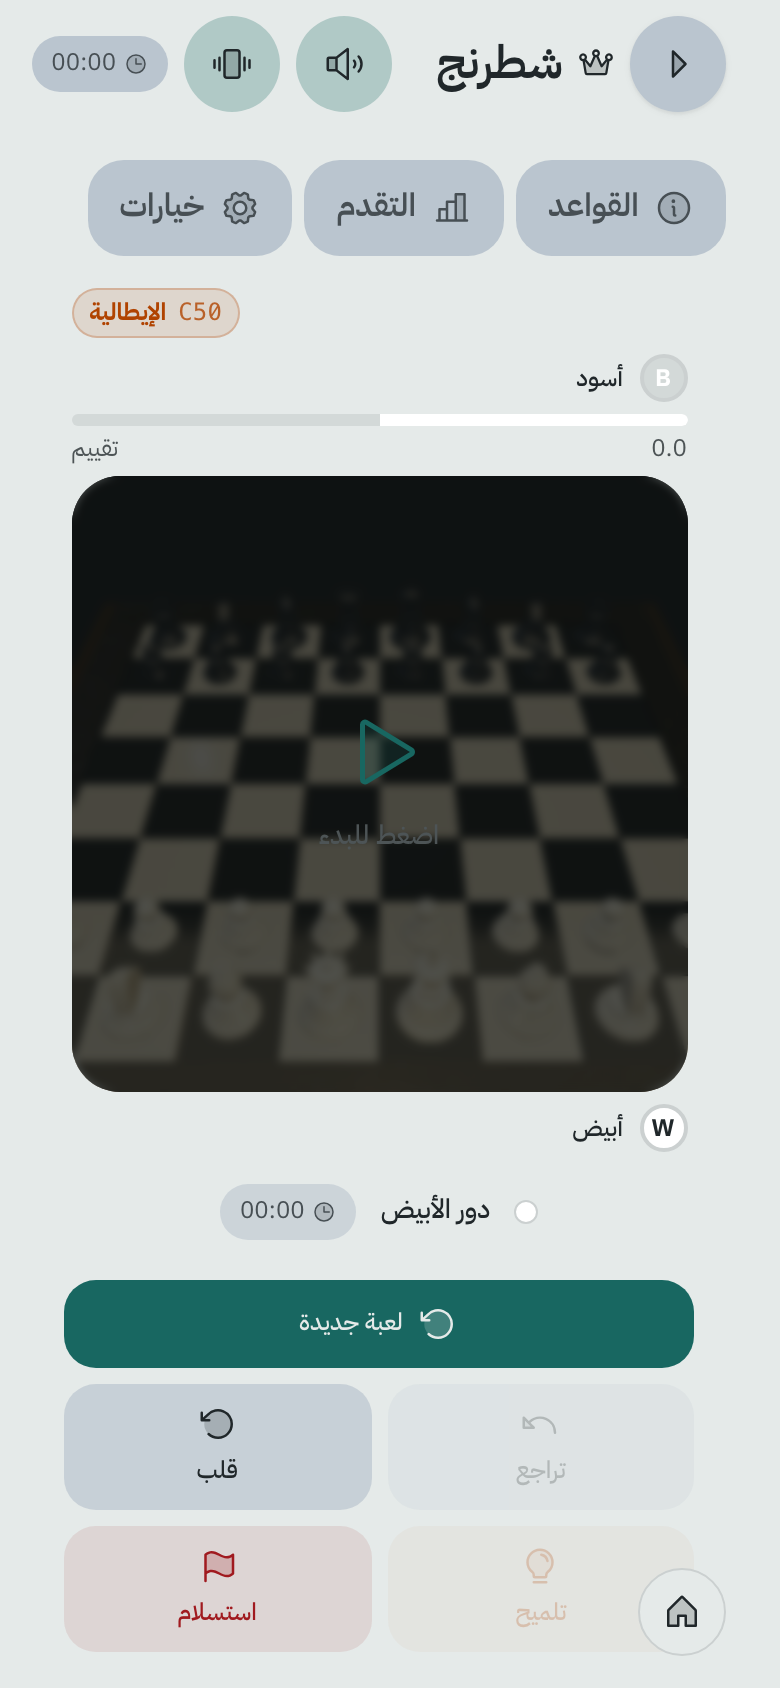 شطرنج
00:00
القواعد
التقدم
خيارات
C50 الإيطالية
B أسود
0.0
تقييم
اضغط للبدء
W أبيض
دور الأبيض
00:00
لعبة جديدة
تراجع
قلب
تلميح
استسلام